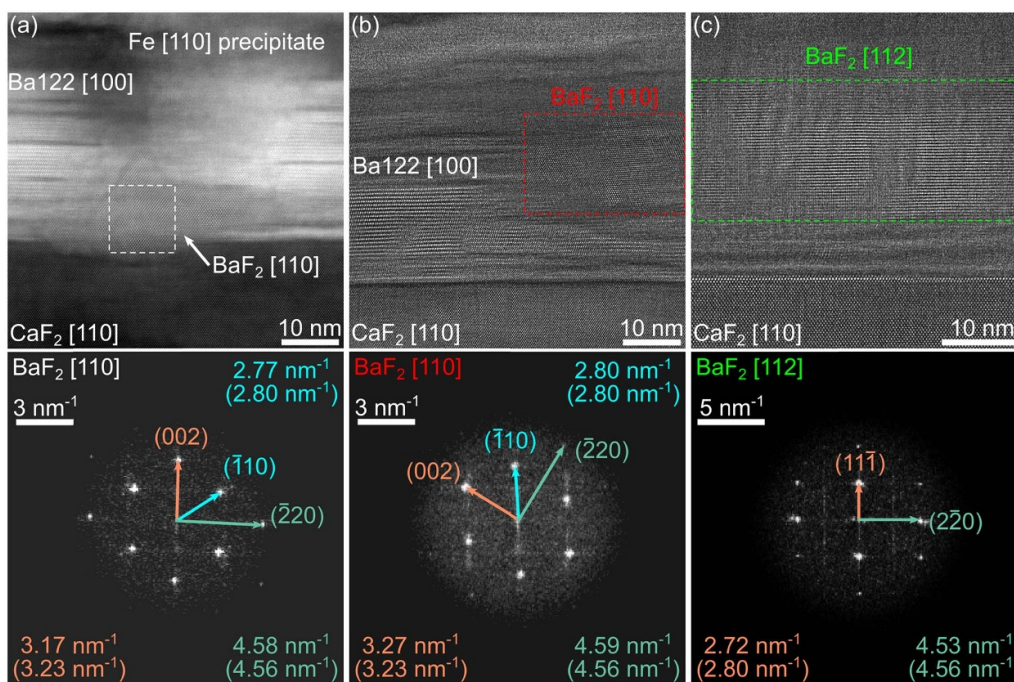 (a)
Fe [110] precipitate
Ba122 [100]
BaF₂ [110]
CaF₂ [110]
10 nm
(b)
BaF₂ [110]
Ba122 [100]
CaF₂ [110]
10 nm
(c)
BaF₂ [112]
CaF₂ [110]
10 nm
BaF₂ [110]
2.77 nm⁻¹
(2.80 nm⁻¹)
3 nm⁻¹
(002)
(1̅10)
(2̅20)
3.17 nm⁻¹
(3.23 nm⁻¹)
4.58 nm⁻¹
(4.56 nm⁻¹)
BaF₂ [110]
2.80 nm⁻¹
(2.80 nm⁻¹)
3 nm⁻¹
(1̅10)
(2̅20)
(002)
3.27 nm⁻¹
(3.23 nm⁻¹)
4.59 nm⁻¹
(4.56 nm⁻¹)
BaF₂ [112]
5 nm⁻¹
(111̅)
(22̅0)
2.72 nm⁻¹
(2.80 nm⁻¹)
4.53 nm⁻¹
(4.56 nm⁻¹)